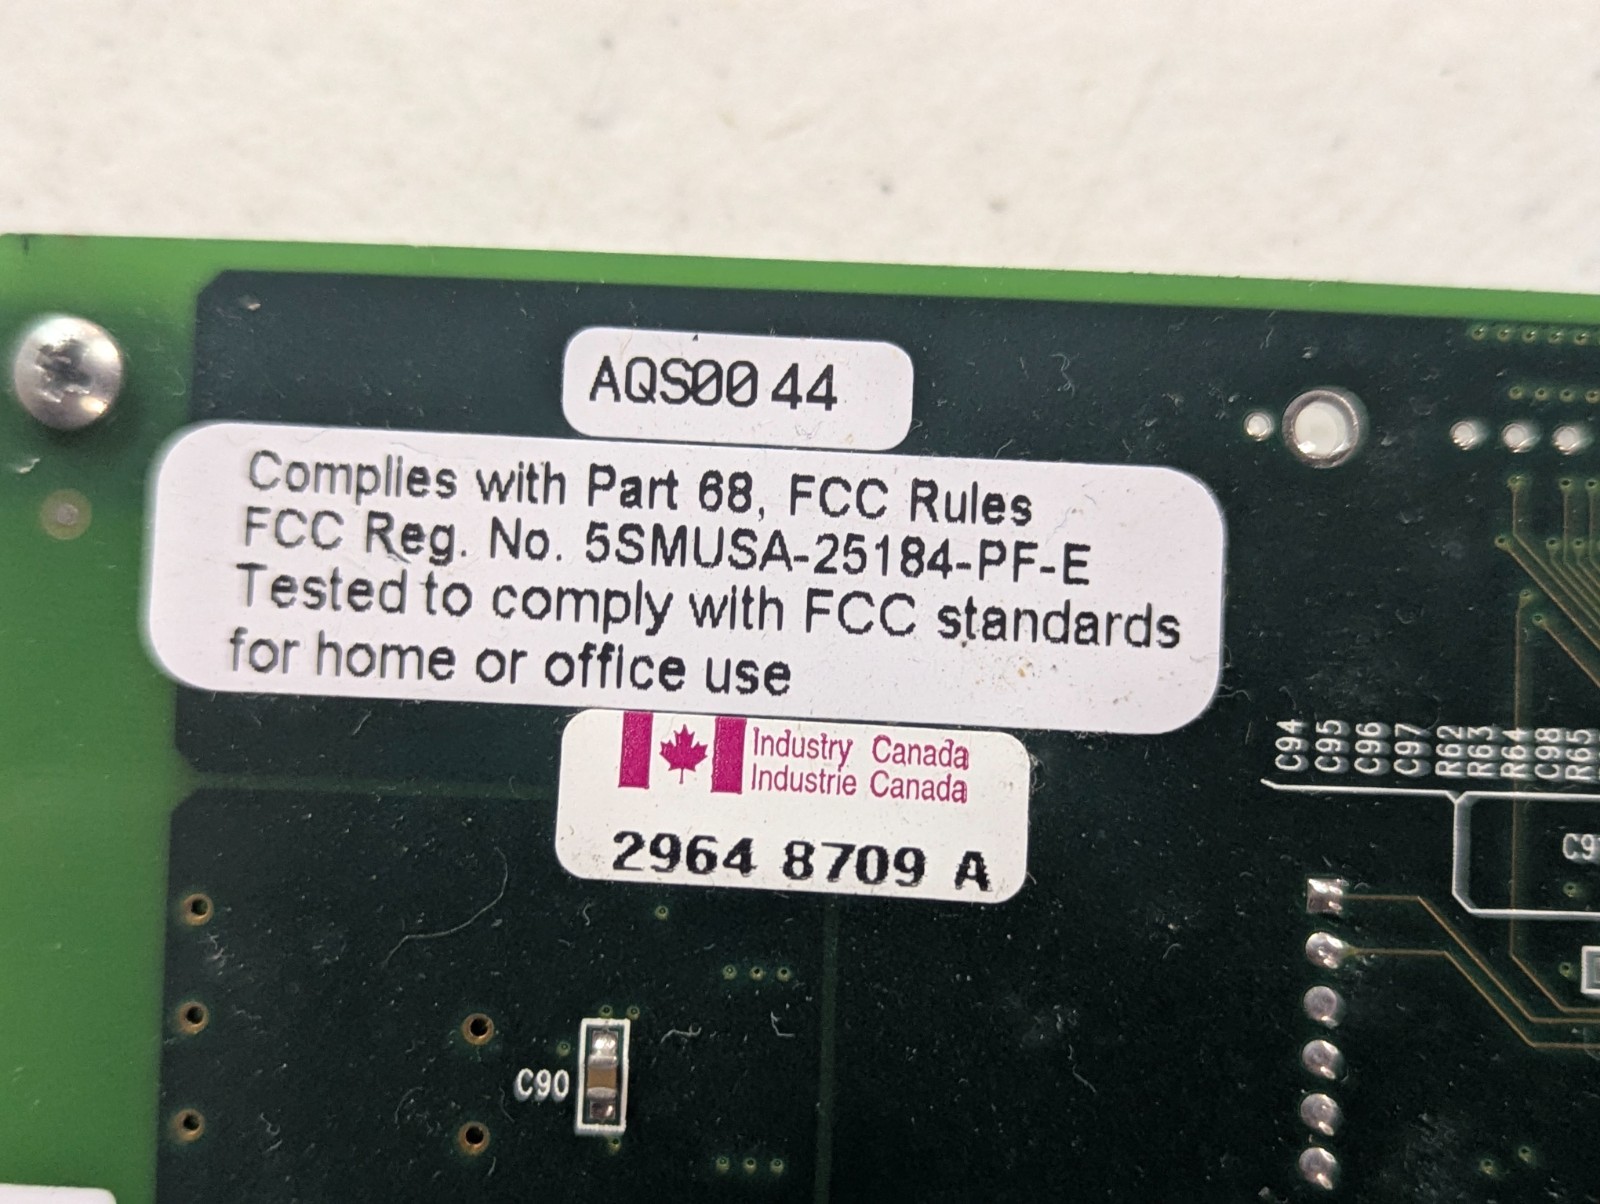 AQS00 44
Complies with Part 68, FCC Rules
FCC Reg. No. 5SMUSA-25184-PF-E
Tested to comply with FCC standards
for home or office use
Industry Canada
Industrie Canada
2964 8709 A
C94
C95
C96
C97
R62
R63
R64
C98
R65
C90